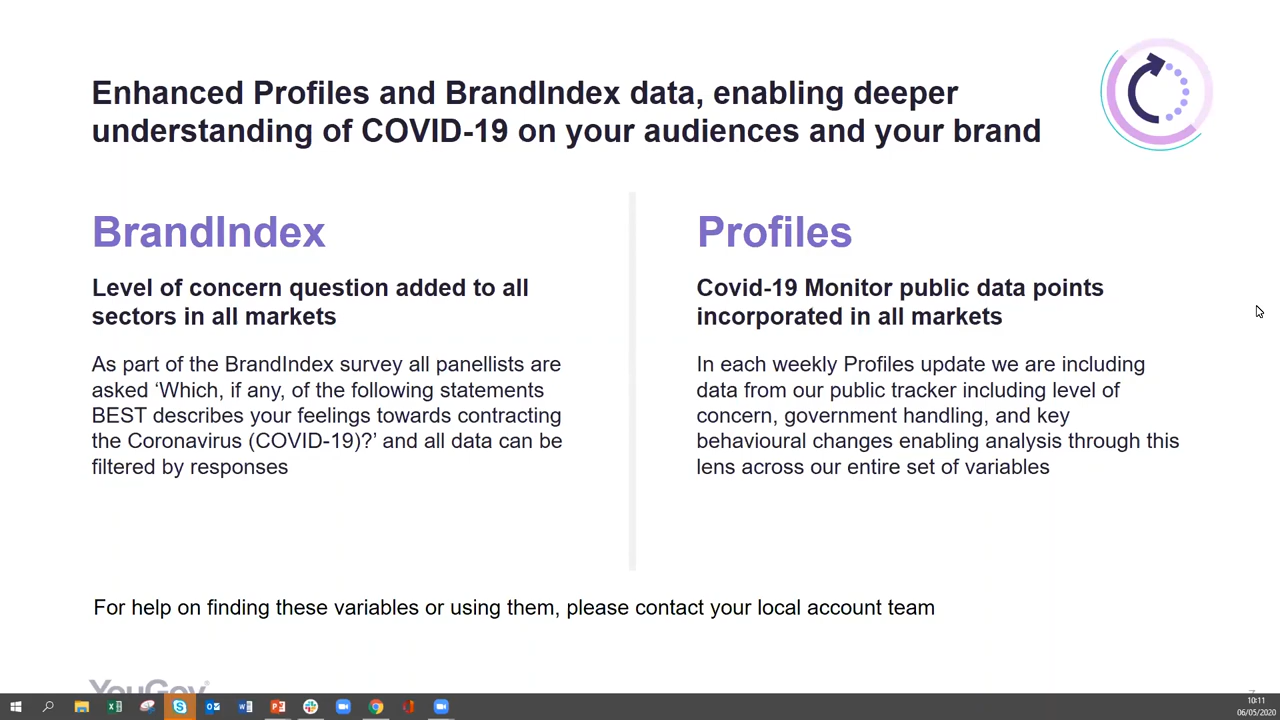 Enhanced Profiles and BrandIndex data, enabling deeper
understanding of COVID-19 on your audiences and your brand
BrandIndex
Level of concern question added to all
sectors in all markets
As part of the BrandIndex survey all panellists are
asked ‘Which, if any, of the following statements
BEST describes your feelings towards contracting
the Coronavirus (COVID-19)?’ and all data can be
filtered by responses
Profiles
Covid-19 Monitor public data points
incorporated in all markets
In each weekly Profiles update we are including
data from our public tracker including level of
concern, government handling, and key
behavioural changes enabling analysis through this
lens across our entire set of variables
For help on finding these variables or using them, please contact your local account team
YouGov®
10:11
06/05/2020